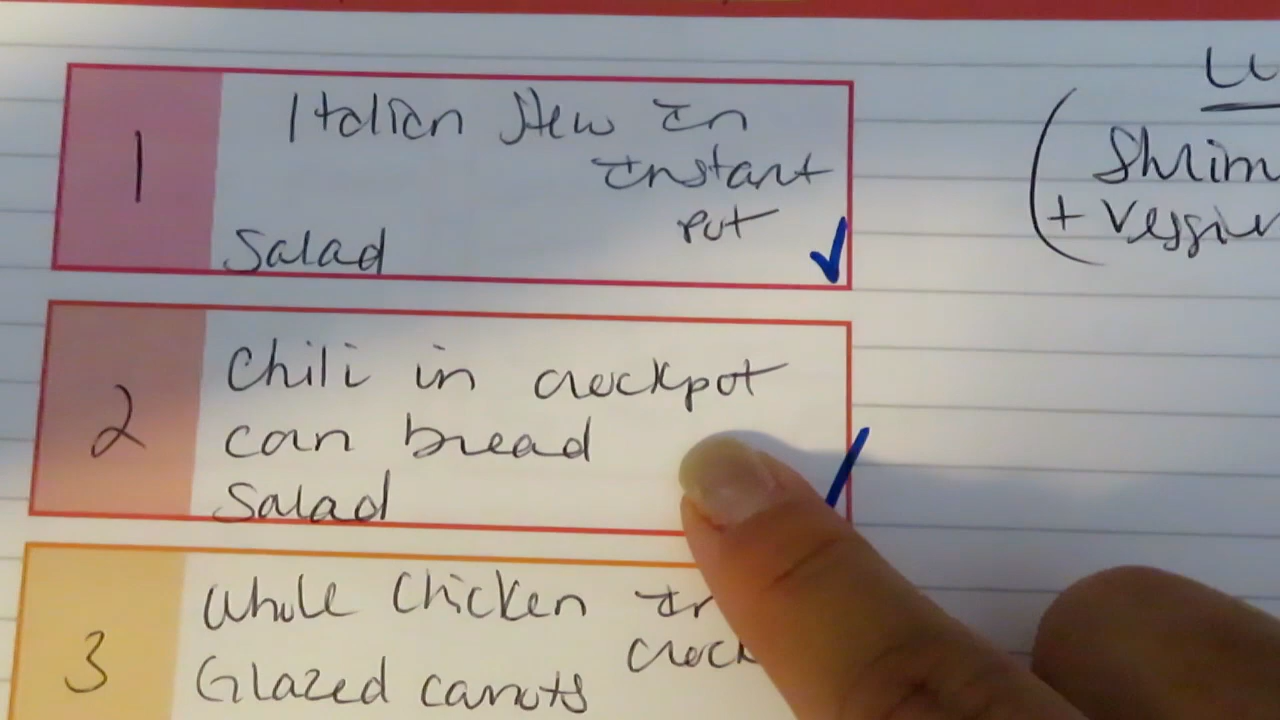 1
Italian Stew In
Instant
Pot
Salad
2
Chili in crockpot
corn bread
Salad
3
Whole Chicken In
Glazed carrots
+ Veggie